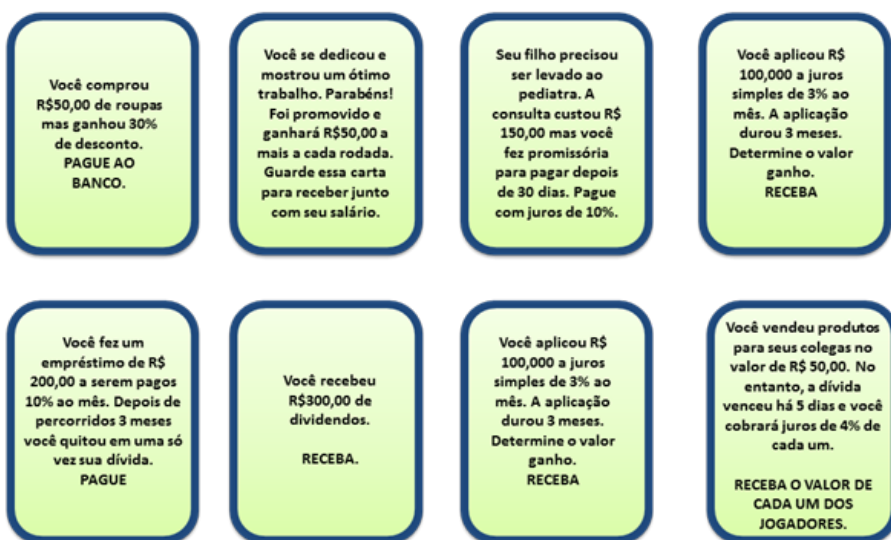 Você comprou
R$50,00 de roupas
mas ganhou 30%
de desconto.
PAGUE AO
BANCO.
Você se dedicou e
mostrou um ótimo
trabalho. Parabéns!
Foi promovido e
ganhará R$50,00 a
mais a cada rodada.
Guarde essa carta
para receber junto
com seu salário.
Seu filho precisou
ser levado ao
pediatra. A
consulta custou R$
150,00 mas você
fez promissória
para pagar depois
de 30 dias. Pague
com juros de 10%.
Você aplicou R$
100,000 a juros
simples de 3% ao
mês. A aplicação
durou 3 meses.
Determine o valor
ganho.
RECEBA
Você fez um
empréstimo de R$
200,00 a serem pagos
10% ao mês. Depois de
percorridos 3 meses
você quitou em uma só
vez sua dívida.
PAGUE
Você recebeu
R$300,00 de
dividendos.
RECEBA.
Você aplicou R$
100,000 a juros
simples de 3% ao
mês. A aplicação
durou 3 meses.
Determine o valor
ganho.
RECEBA
Você vendeu produtos
para seus colegas no
valor de R$ 50,00. No
entanto, a dívida
venceu há 5 dias e você
cobrará juros de 4% de
cada um.
RECEBA O VALOR DE
CADA UM DOS
JOGADORES.